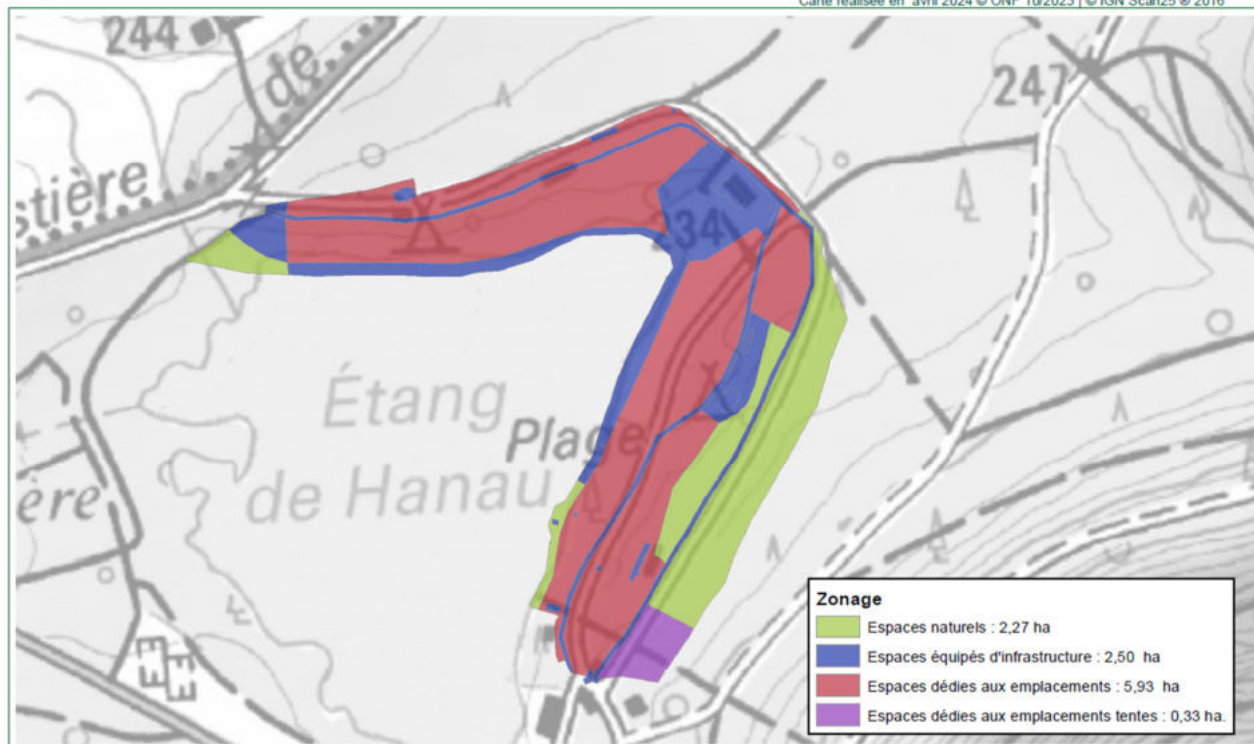 Carte réalisée en avril 2024 © ONF 10/2023 | © IGN Scan25 ® 2016
244
de
stière
247
234
Étang
Plage
de Hanau
ère
Zonage
Espaces naturels : 2,27 ha
Espaces équipés d'infrastructure : 2,50 ha
Espaces dédies aux emplacements : 5,93 ha
Espaces dédies aux emplacements tentes : 0,33 ha.